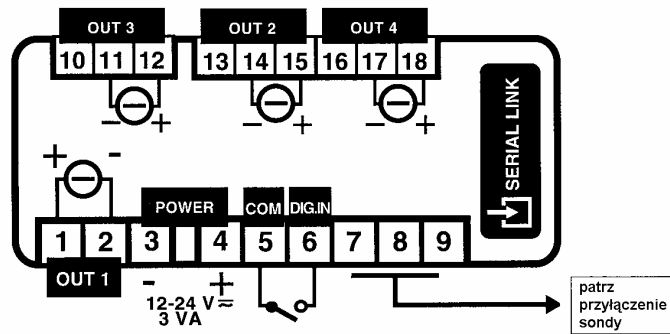 OUT 3 OUT 2 OUT 4
10 11 12 13 14 15 16 17 18
- + - + - +
SERIAL LINK
+ -
POWER COM DIG.IN
1 2 3 4 5 6 7 8 9
OUT 1 - +
12-24 V≂
3 VA
patrz
przyłączenie
sondy